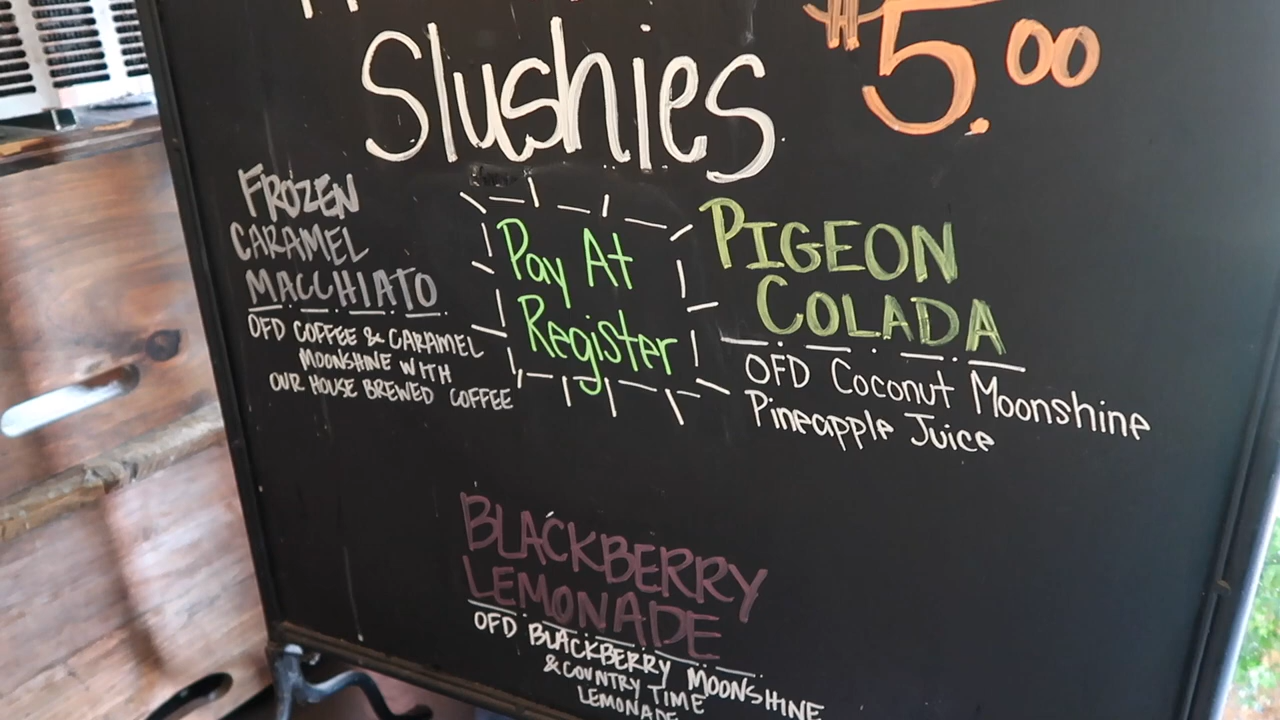 Slushies
$5.00
FROZEN
CARAMEL
MACCHIATO
OFD COFFEE & CARAMEL
MOONSHINE WITH
OUR HOUSE BREWED COFFEE
Pay At
Register
PIGEON
COLADA
OFD Coconut Moonshine
Pineapple Juice
BLACKBERRY
LEMONADE
OFD BLACKBERRY MOONSHINE
& COUNTRY TIME
LEMONADE